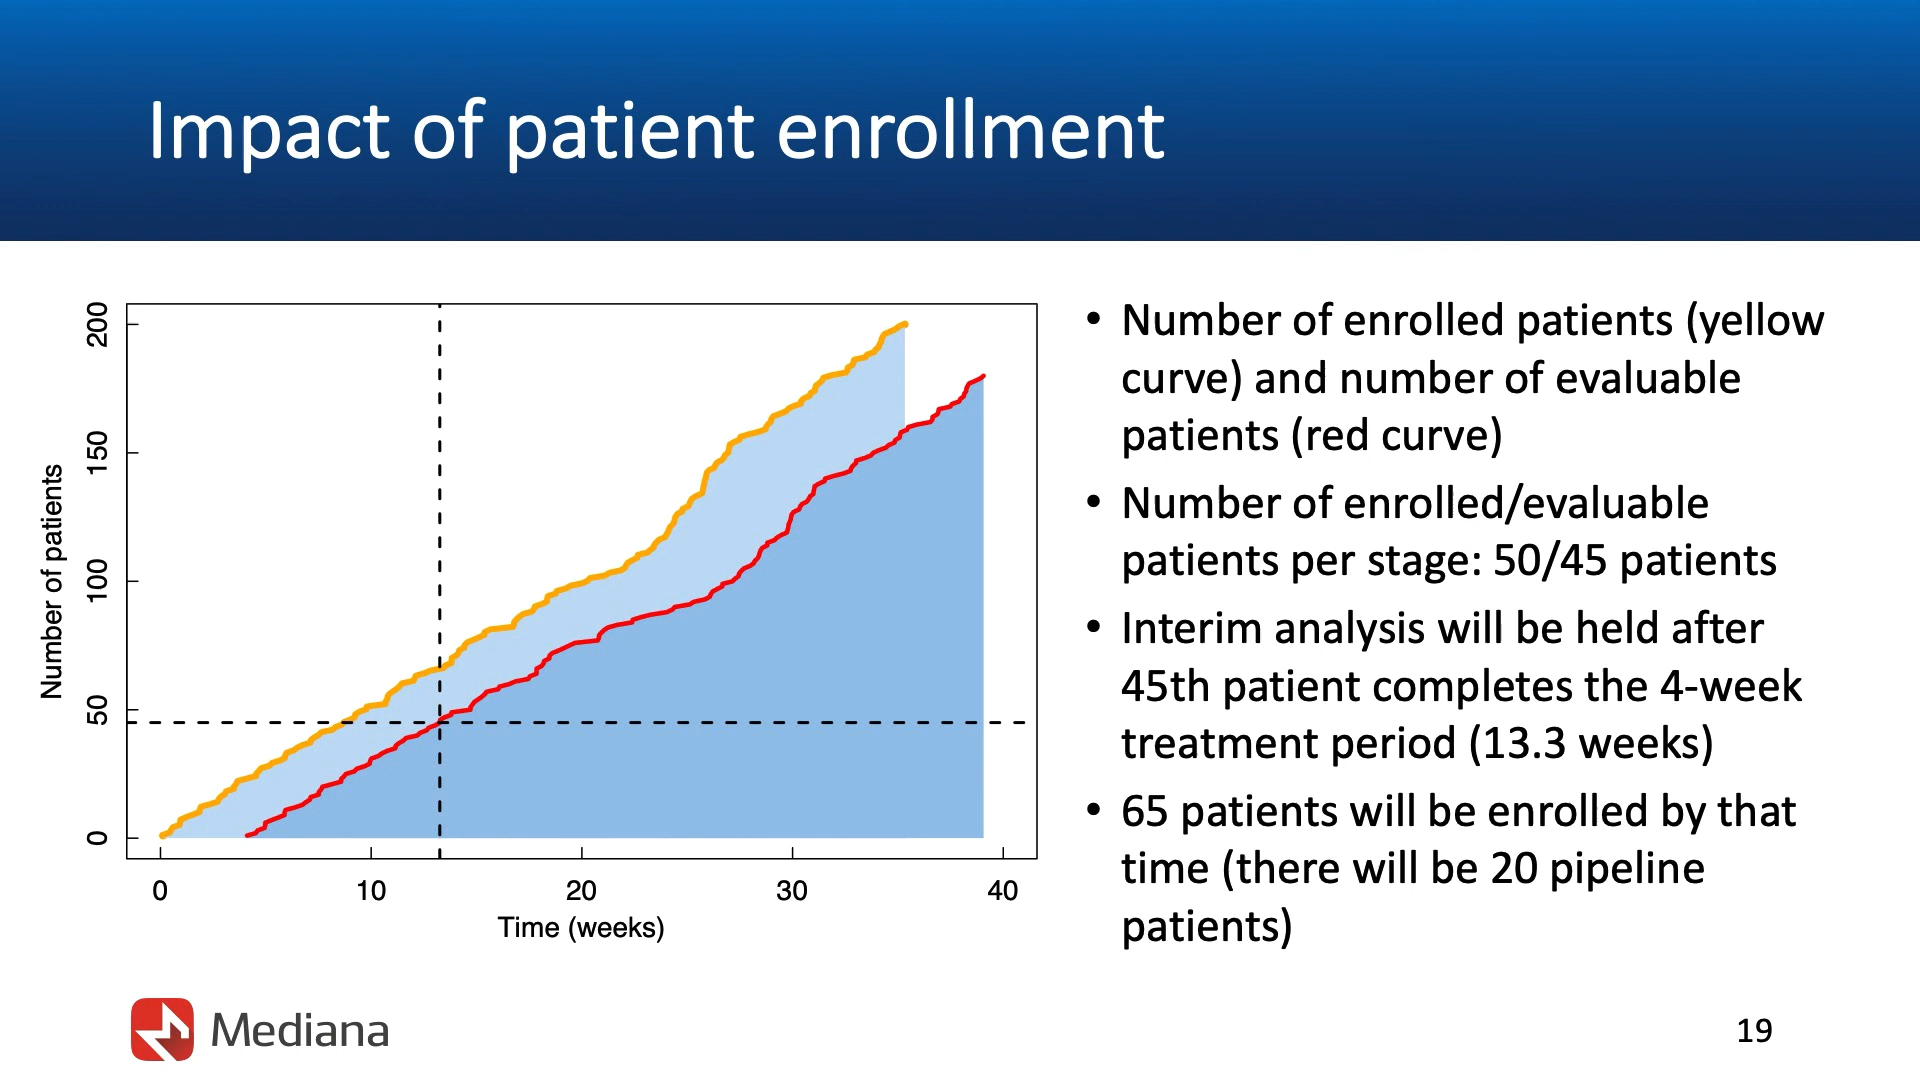 Impact of patient enrollment
Number of patients
200
150
100
50
0
0 10 20 30 40
Time (weeks)
• Number of enrolled patients (yellow
curve) and number of evaluable
patients (red curve)
• Number of enrolled/evaluable
patients per stage: 50/45 patients
• Interim analysis will be held after
45th patient completes the 4-week
treatment period (13.3 weeks)
• 65 patients will be enrolled by that
time (there will be 20 pipeline
patients)
Mediana
19